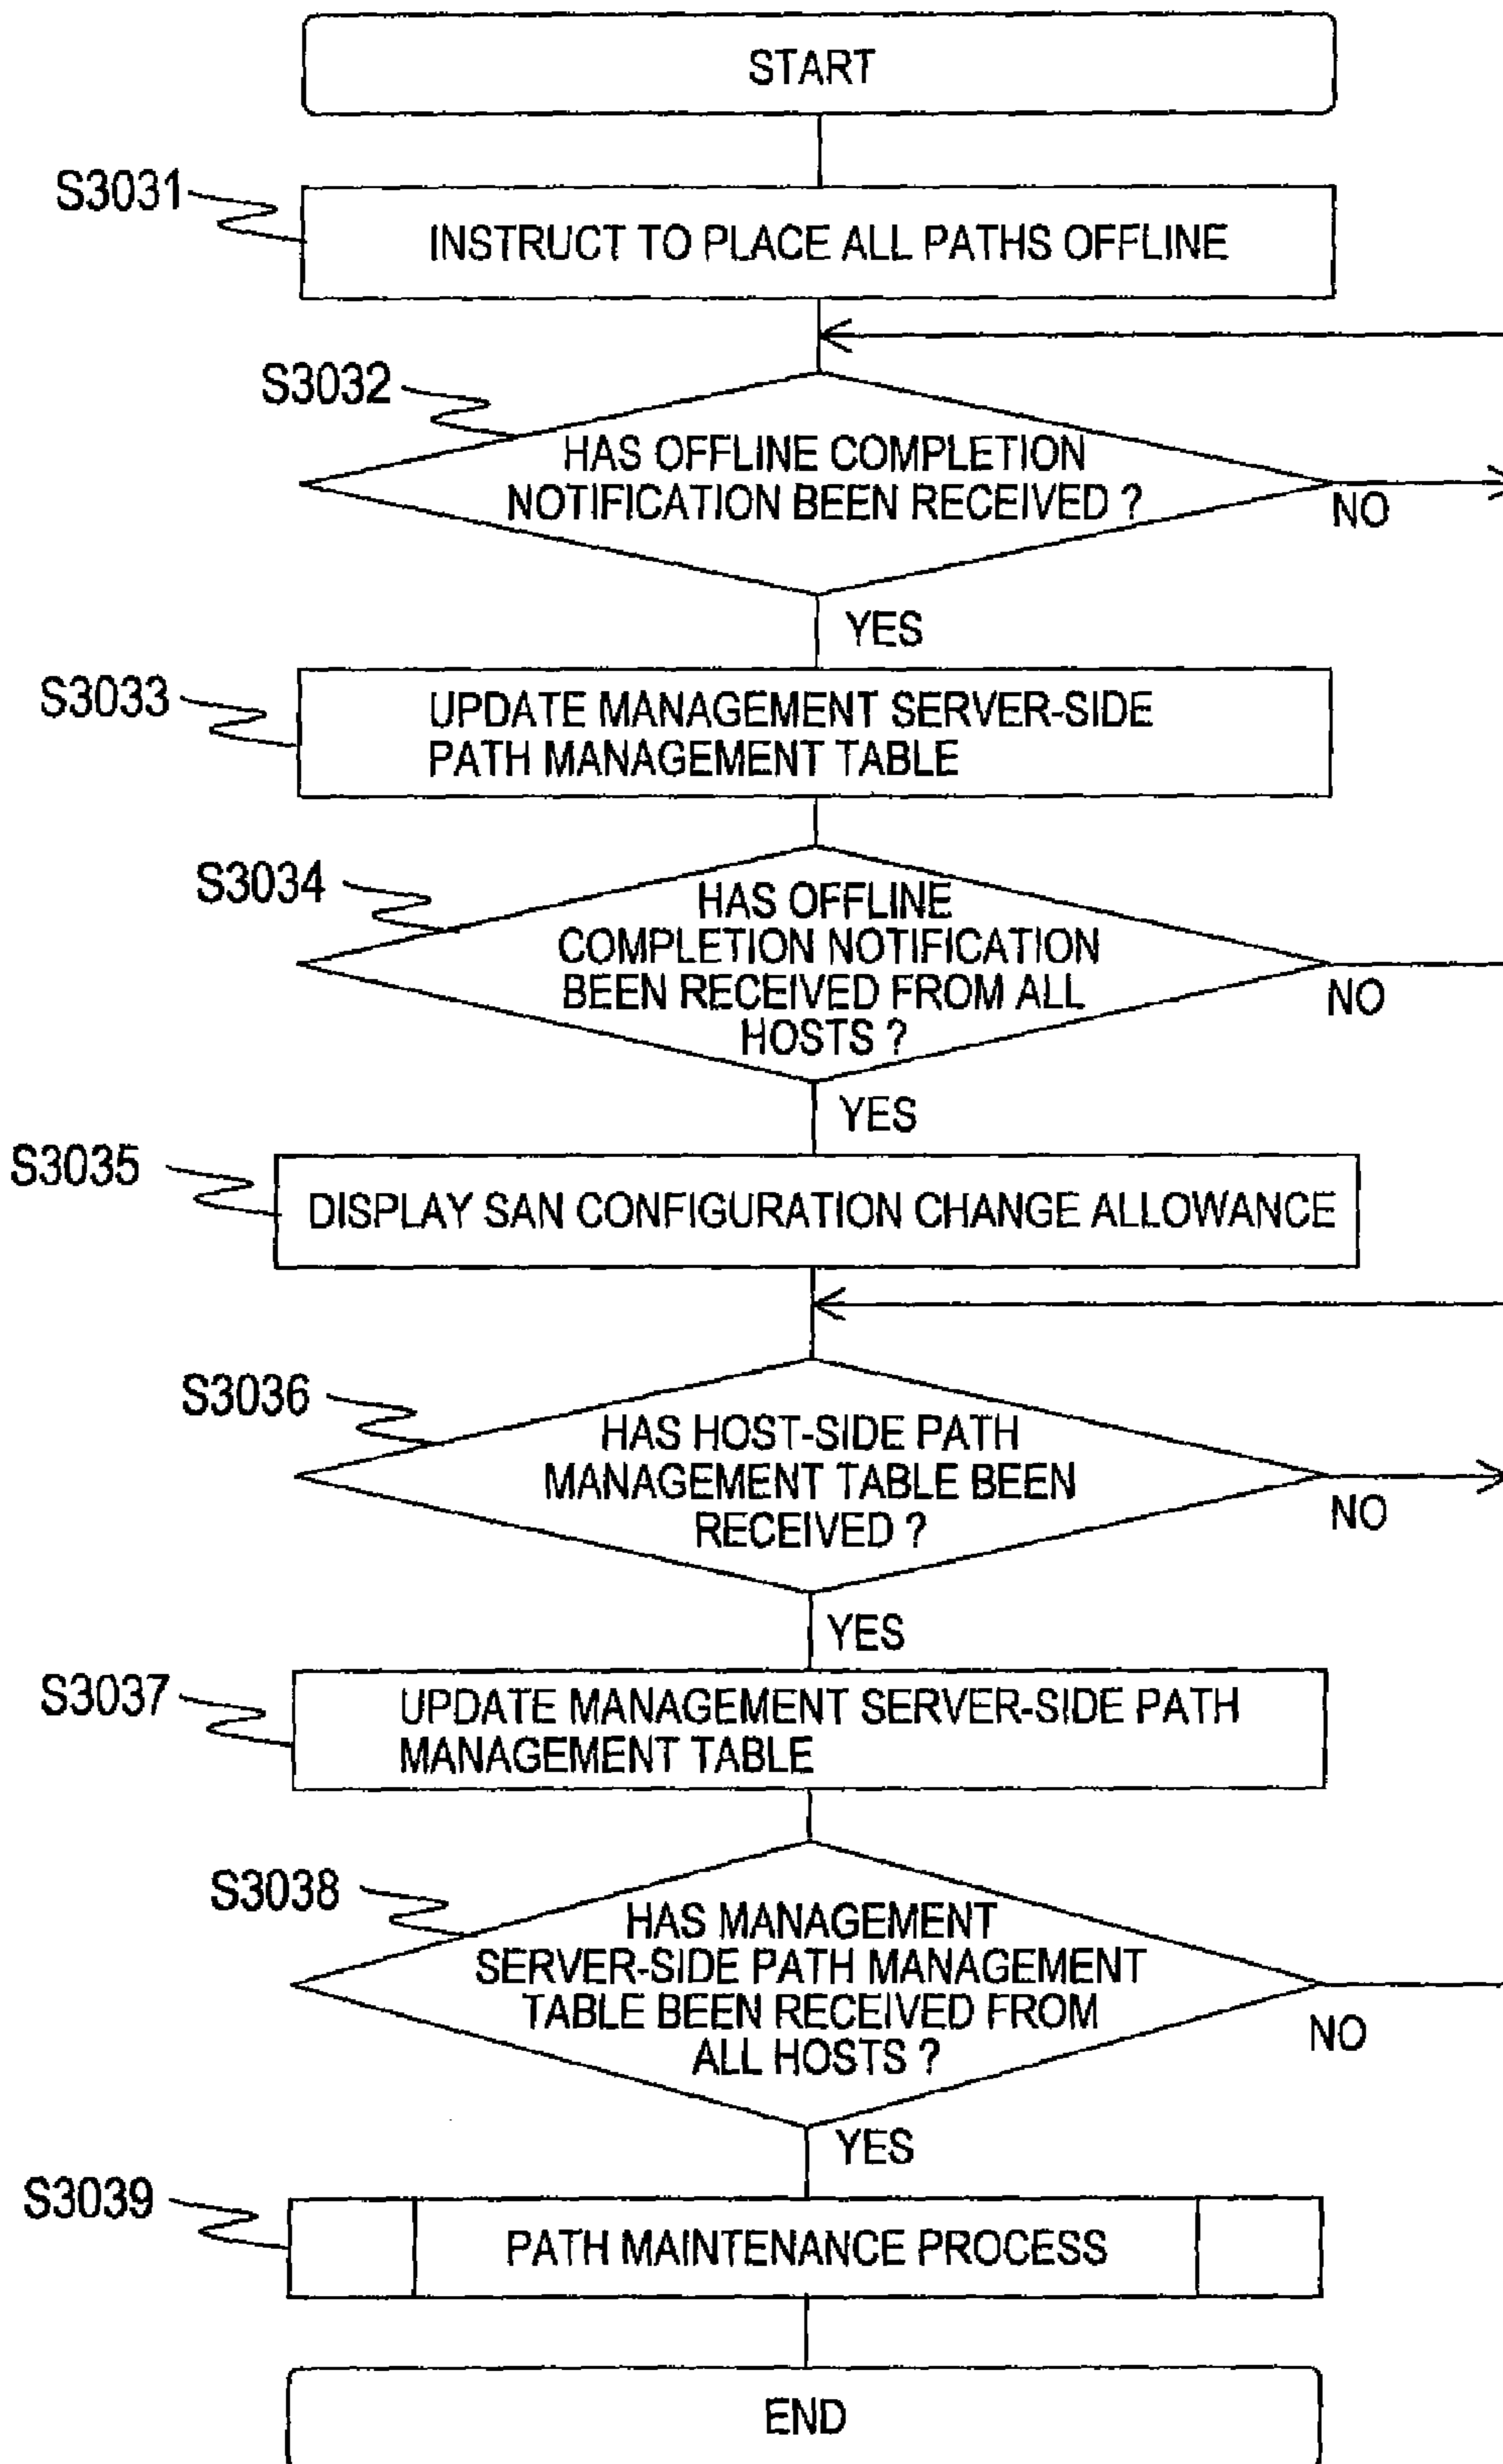 START
S3031
INSTRUCT TO PLACE ALL PATHS OFFLINE
S3032
HAS OFFLINE COMPLETION
NOTIFICATION BEEN RECEIVED ?
NO
YES
S3033
UPDATE MANAGEMENT SERVER-SIDE
PATH MANAGEMENT TABLE
S3034
HAS OFFLINE
COMPLETION NOTIFICATION
BEEN RECEIVED FROM ALL
HOSTS ?
NO
YES
S3035
DISPLAY SAN CONFIGURATION CHANGE ALLOWANCE
S3036
HAS HOST-SIDE PATH
MANAGEMENT TABLE BEEN
RECEIVED ?
NO
YES
S3037
UPDATE MANAGEMENT SERVER-SIDE PATH
MANAGEMENT TABLE
S3038
HAS MANAGEMENT
SERVER-SIDE PATH MANAGEMENT
TABLE BEEN RECEIVED FROM
ALL HOSTS ?
NO
YES
S3039
PATH MAINTENANCE PROCESS
END